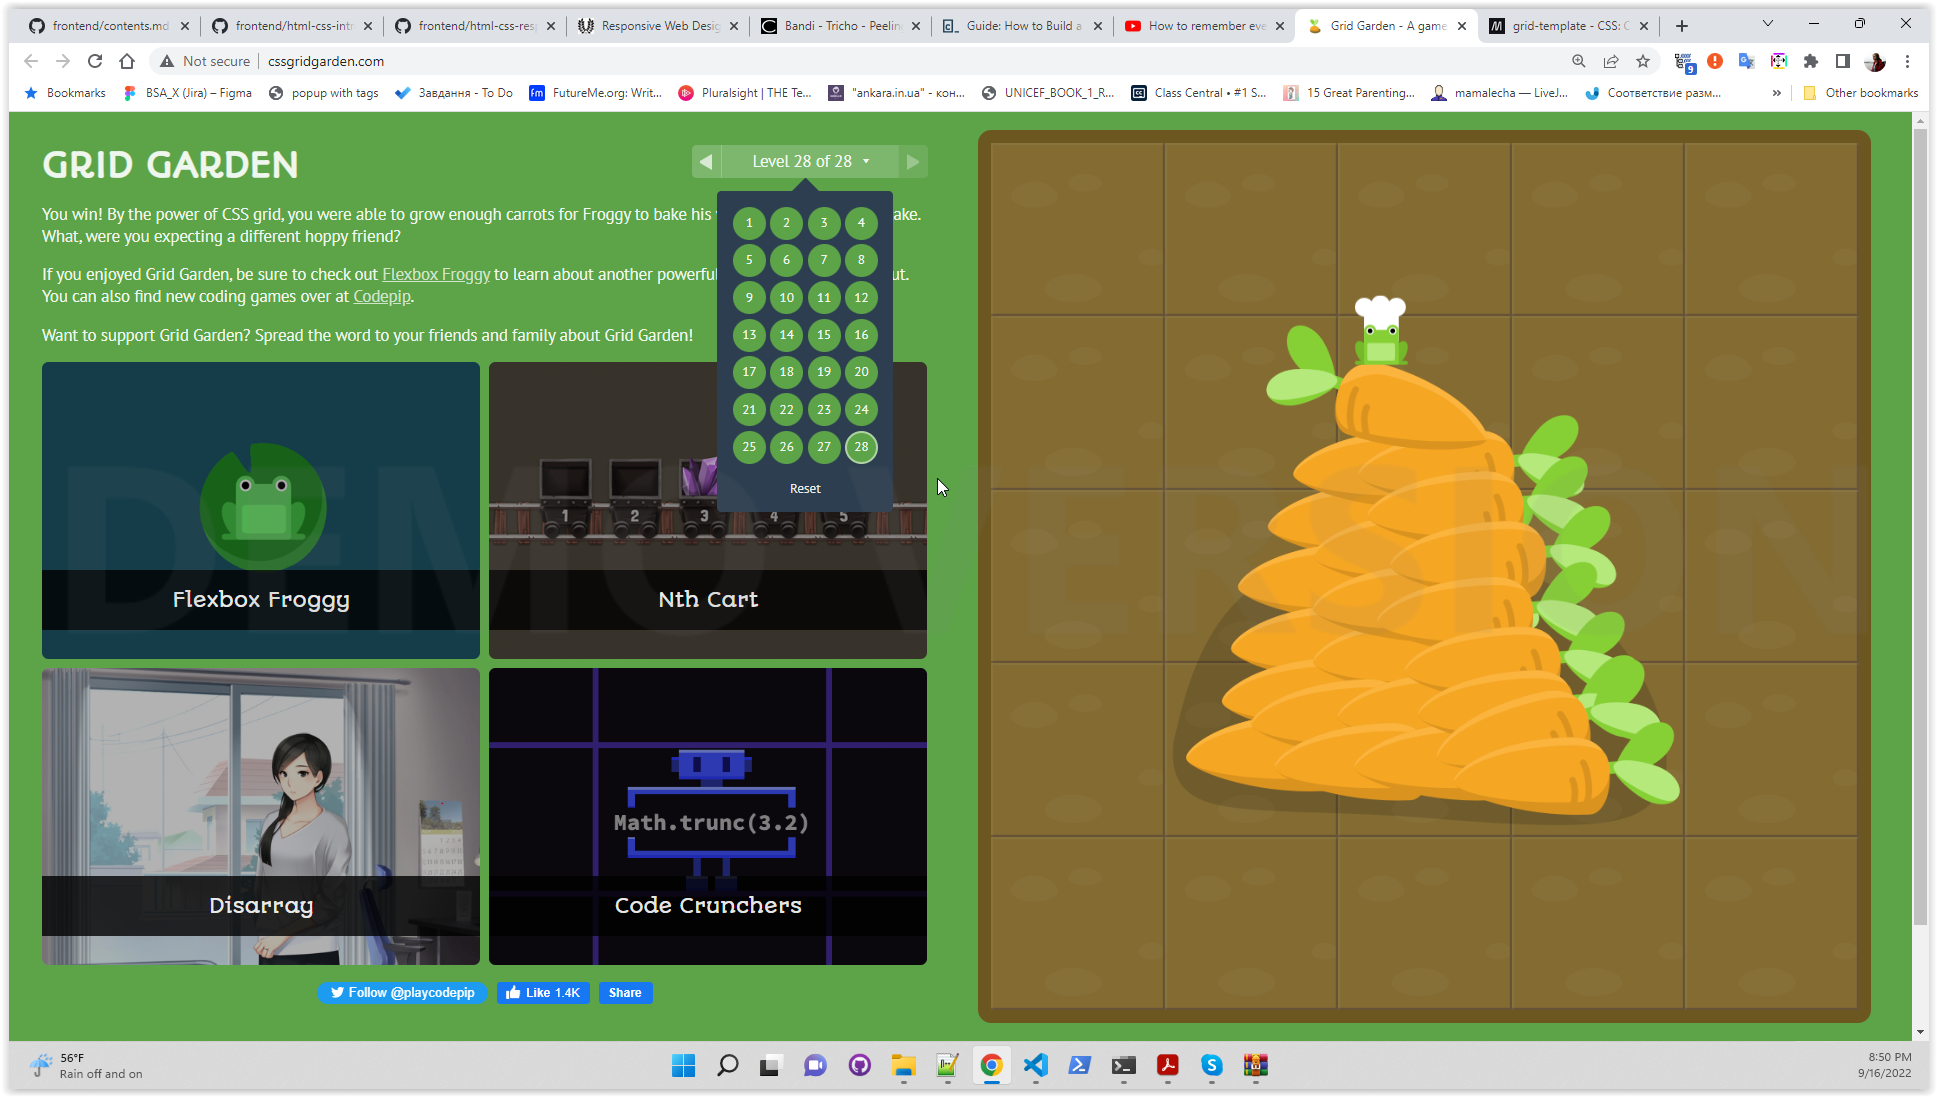 frontend/contents.md
frontend/html-css-intr
frontend/html-css-resp
Responsive Web Desig
Bandi - Tricho - Peeling
Guide: How to Build a
How to remember eve
Grid Garden - A game
grid-template - CSS: C
Not secure
cssgridgarden.com
9
Bookmarks
BSA_X (Jira) – Figma
popup with tags
Завдання - To Do
FutureMe.org: Writ...
Pluralsight | THE Te...
"ankara.in.ua" - кон...
UNICEF_BOOK_1_R...
Class Central • #1 S...
15 Great Parenting...
mamalecha — LiveJ...
Соответствие разм...
»
Other bookmarks
GRID GARDEN
Level 28 of 28
You win! By the power of CSS grid, you were able to grow enough carrots for Froggy to bake his
ake.
What, were you expecting a different hoppy friend?
If you enjoyed Grid Garden, be sure to check out Flexbox Froggy to learn about another powerful
ut.
You can also find new coding games over at Codepip.
Want to support Grid Garden? Spread the word to your friends and family about Grid Garden!
1 2 3 4
5 6 7 8
9 10 11 12
13 14 15 16
17 18 19 20
21 22 23 24
25 26 27 28
Reset
1 2 3 4 5
DEMO VERSION
Flexbox Froggy
Nth Cart
Math.trunc(3.2)
Disarray
Code Crunchers
Follow @playcodepip
Like 1.4K
Share
56°F
Rain off and on
8:50 PM
9/16/2022